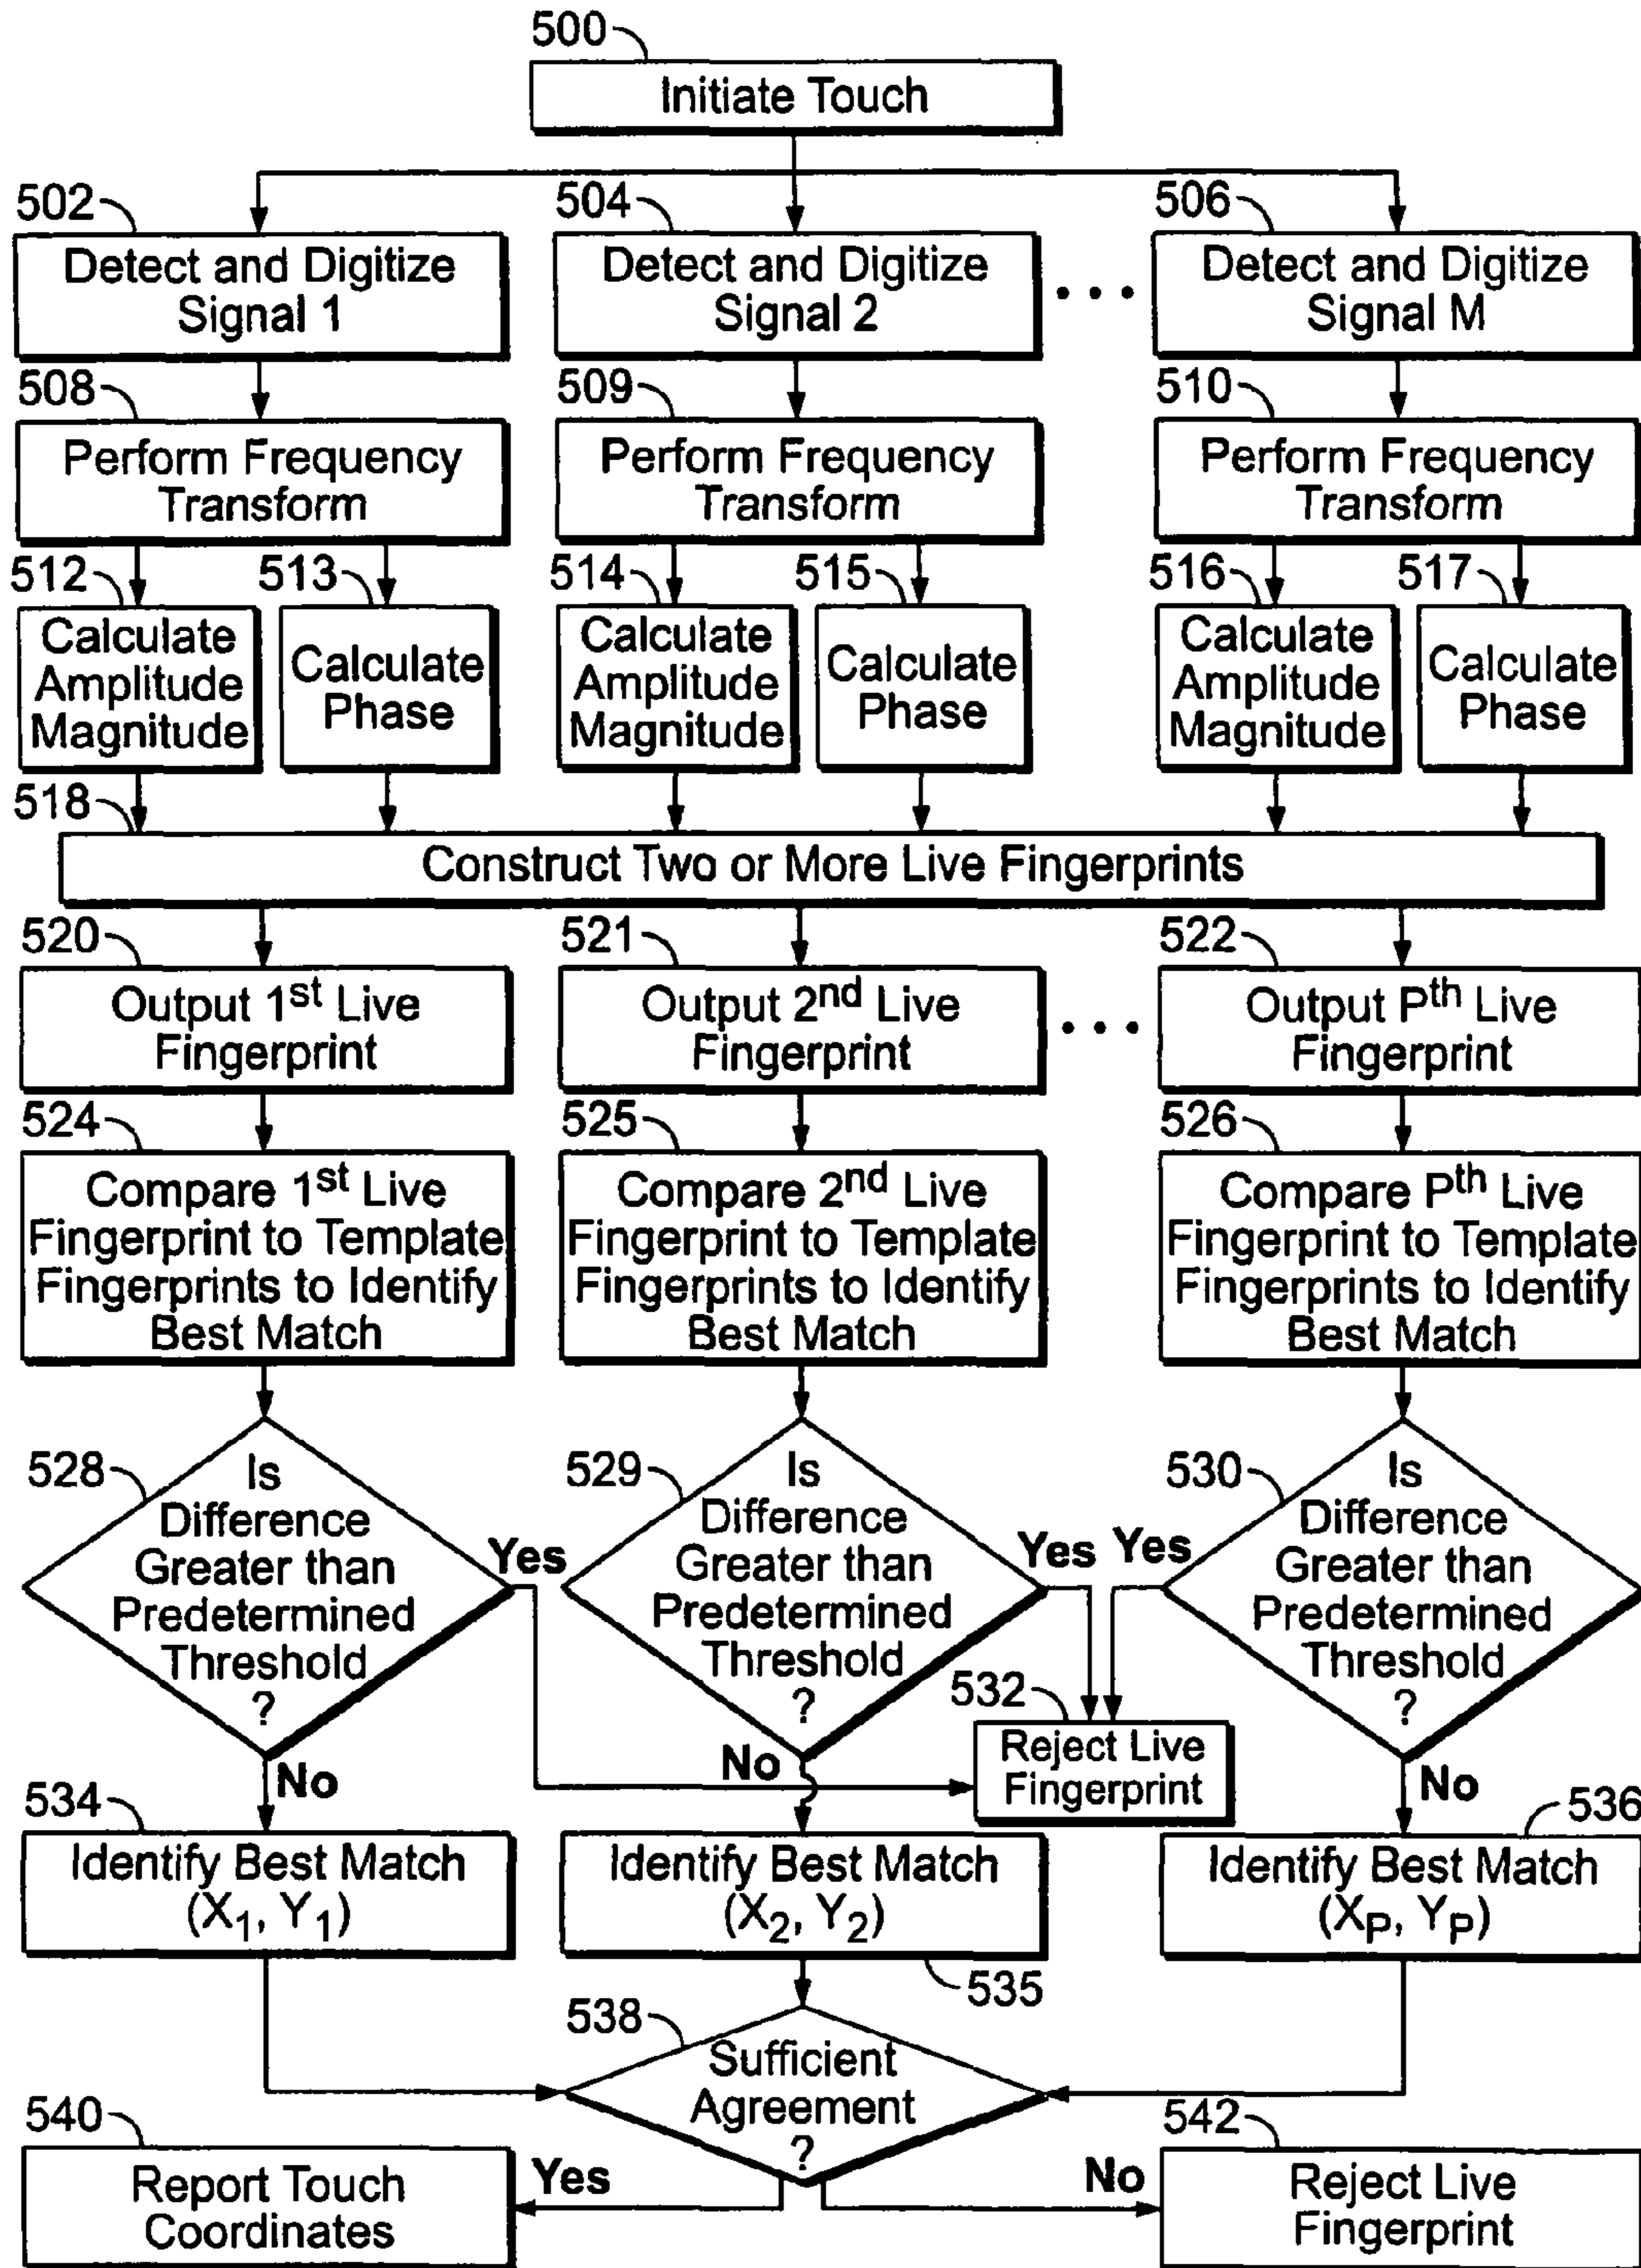 500
Initiate Touch
502
504
506
Detect and Digitize
Signal 1
Detect and Digitize
Signal 2
• • •
Detect and Digitize
Signal M
508
509
510
Perform Frequency
Transform
Perform Frequency
Transform
Perform Frequency
Transform
512
513
514
515
516
517
Calculate
Amplitude
Magnitude
Calculate
Phase
Calculate
Amplitude
Magnitude
Calculate
Phase
Calculate
Amplitude
Magnitude
Calculate
Phase
518
Construct Two or More Live Fingerprints
520
521
522
Output 1st Live
Fingerprint
Output 2nd Live
Fingerprint
• • •
Output Pth Live
Fingerprint
524
525
526
Compare 1st Live
Fingerprint to Template
Fingerprints to Identify
Best Match
Compare 2nd Live
Fingerprint to Template
Fingerprints to Identify
Best Match
Compare Pth Live
Fingerprint to Template
Fingerprints to Identify
Best Match
528
Is
Difference
Greater than
Predetermined
Threshold
?
Yes
No
529
Is
Difference
Greater than
Predetermined
Threshold
?
Yes
No
530
Is
Difference
Greater than
Predetermined
Threshold
?
Yes
No
532
Reject Live
Fingerprint
534
Identify Best Match
(X1, Y1)
Identify Best Match
(X2, Y2)
535
536
Identify Best Match
(XP, YP)
538
Sufficient
Agreement
?
Yes
No
540
Report Touch
Coordinates
542
Reject Live
Fingerprint